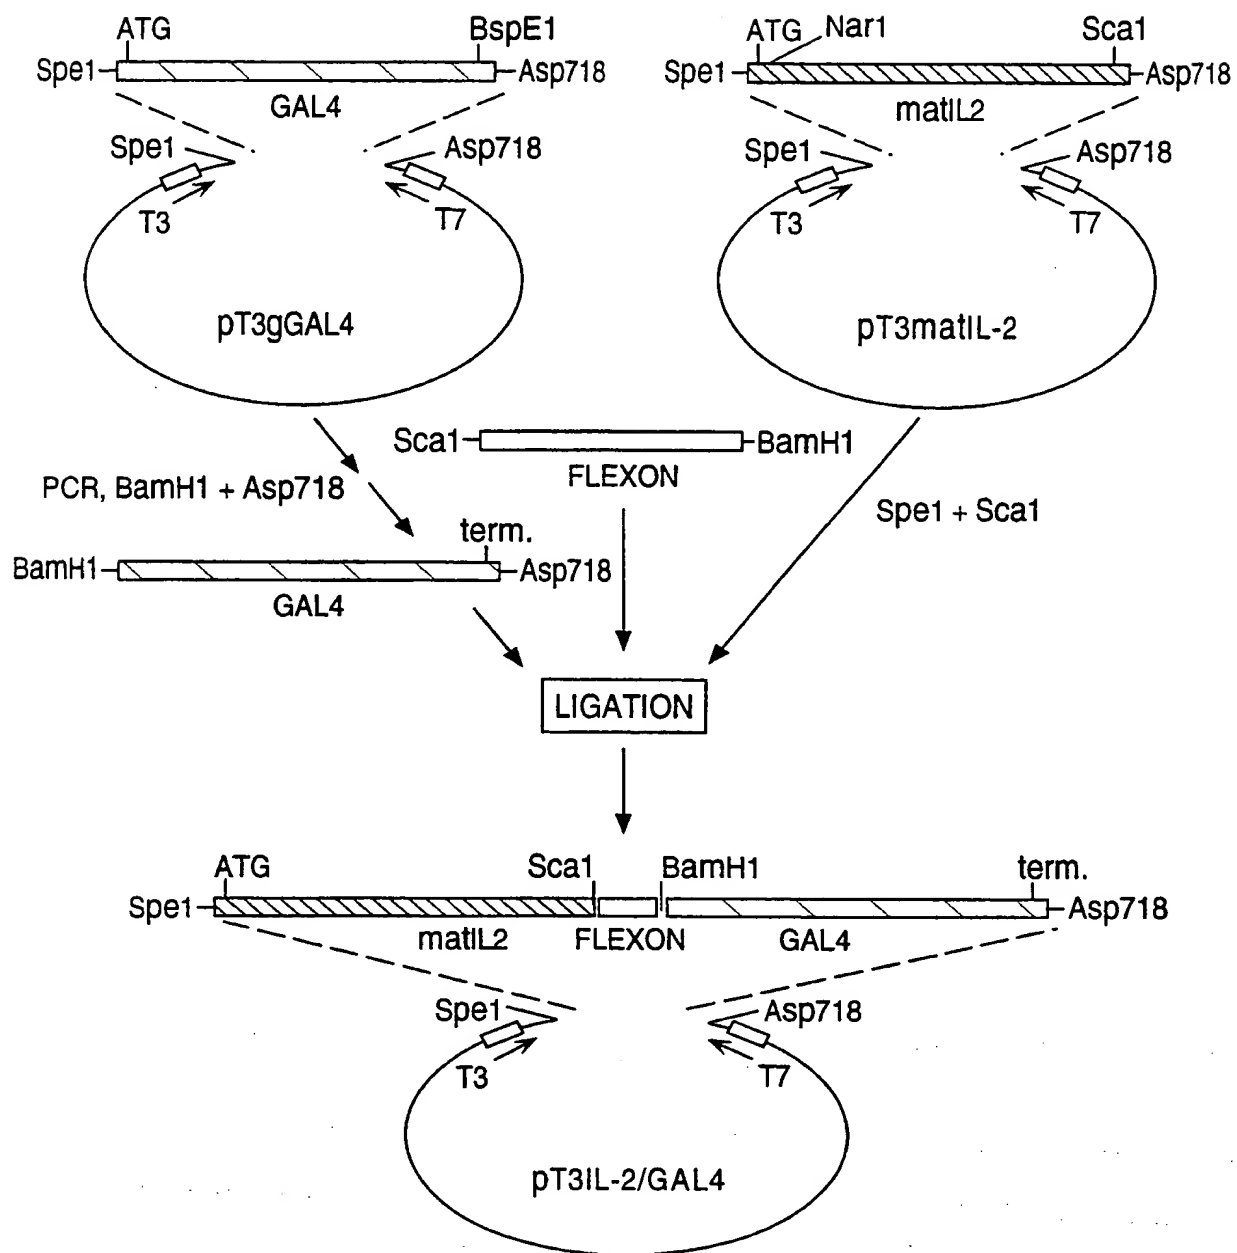 ATG BspE1
Spe1 Asp718
GAL4
Spe1 Asp718
T3 T7
pT3gGAL4
ATG Nar1 Sca1
Spe1 Asp718
matIL2
Spe1 Asp718
T3 T7
pT3matIL-2
Sca1 BamH1
FLEXON
PCR, BamH1 + Asp718
Spe1 + Sca1
term.
BamH1 Asp718
GAL4
LIGATION
ATG Sca1 BamH1 term.
Spe1 Asp718
matIL2 FLEXON GAL4
Spe1 Asp718
T3 T7
pT3IL-2/GAL4